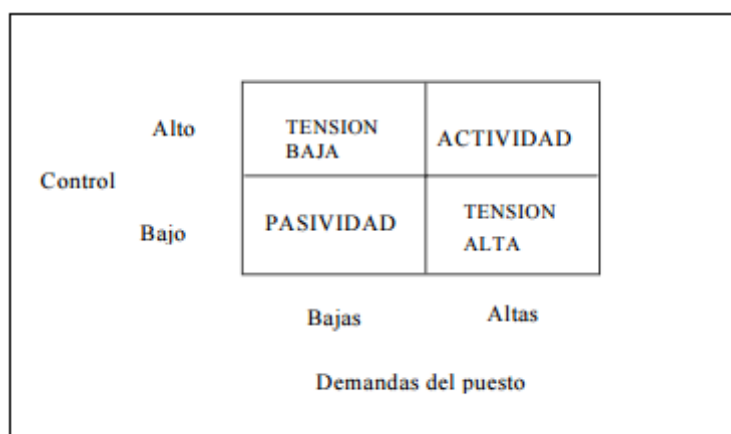 Alto
TENSION
BAJA
ACTIVIDAD
Control
Bajo
PASIVIDAD
TENSION
ALTA
Bajas
Altas
Demandas del puesto